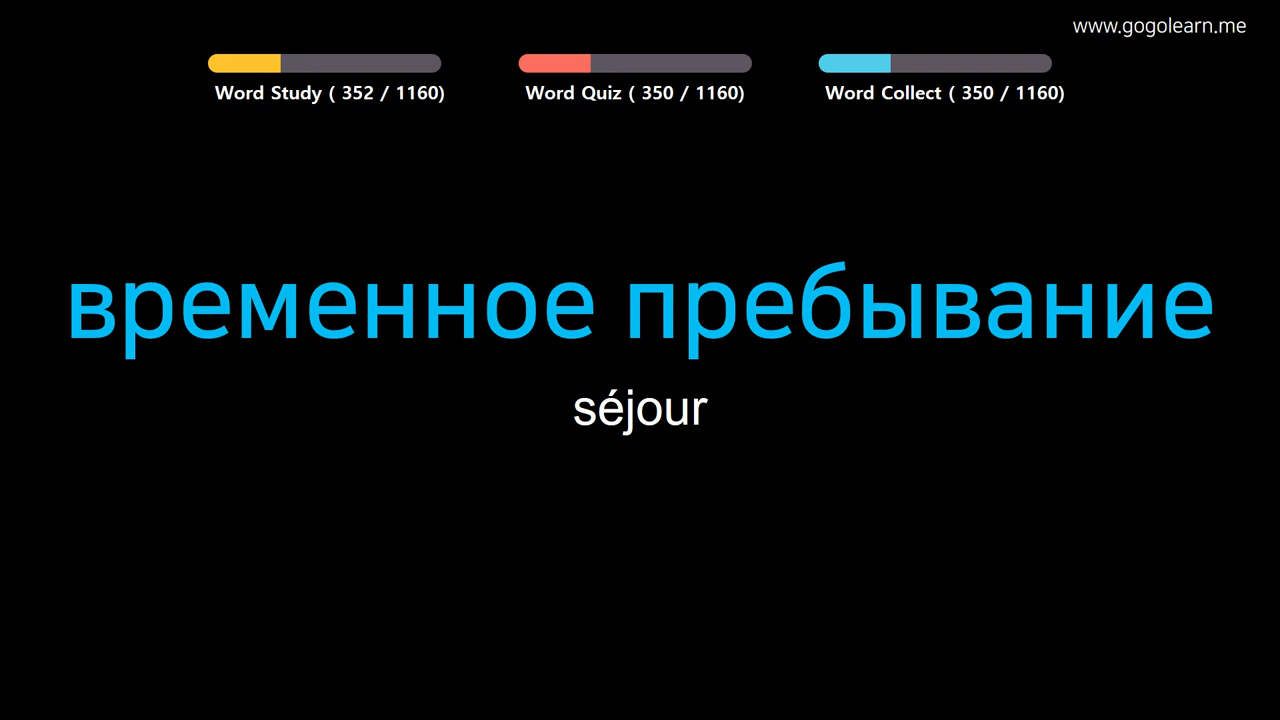 www.gogolearn.me
Word Study ( 352 / 1160)
Word Quiz ( 350 / 1160)
Word Collect ( 350 / 1160)
временное пребывание
séjour